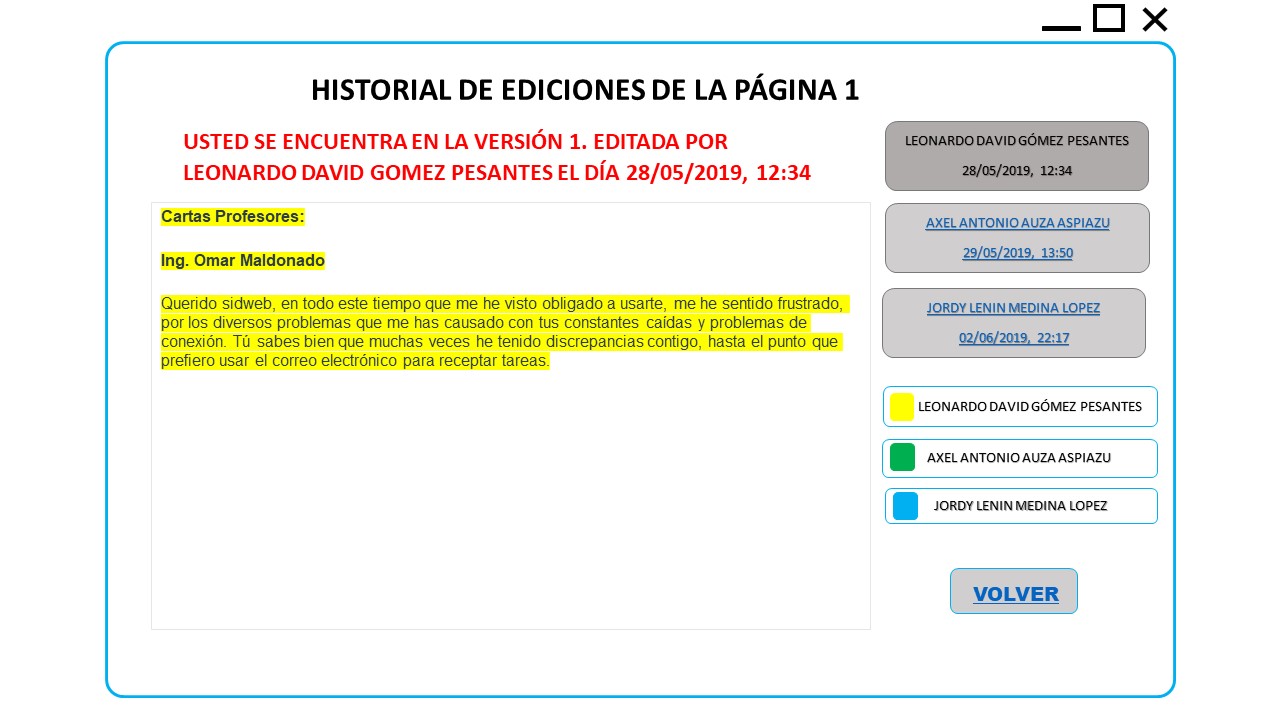 HISTORIAL DE EDICIONES DE LA PÁGINA 1
USTED SE ENCUENTRA EN LA VERSIÓN 1. EDITADA POR
LEONARDO DAVID GOMEZ PESANTES EL DÍA 28/05/2019, 12:34
Cartas Profesores:
Ing. Omar Maldonado
Querido sidweb, en todo este tiempo que me he visto obligado a usarte, me he sentido frustrado,
por los diversos problemas que me has causado con tus constantes caídas y problemas de
conexión. Tú sabes bien que muchas veces he tenido discrepancias contigo, hasta el punto que
prefiero usar el correo electrónico para receptar tareas.
LEONARDO DAVID GÓMEZ PESANTES
28/05/2019, 12:34
AXEL ANTONIO AUZA ASPIAZU
29/05/2019, 13:50
JORDY LENIN MEDINA LOPEZ
02/06/2019, 22:17
LEONARDO DAVID GÓMEZ PESANTES
AXEL ANTONIO AUZA ASPIAZU
JORDY LENIN MEDINA LOPEZ
VOLVER